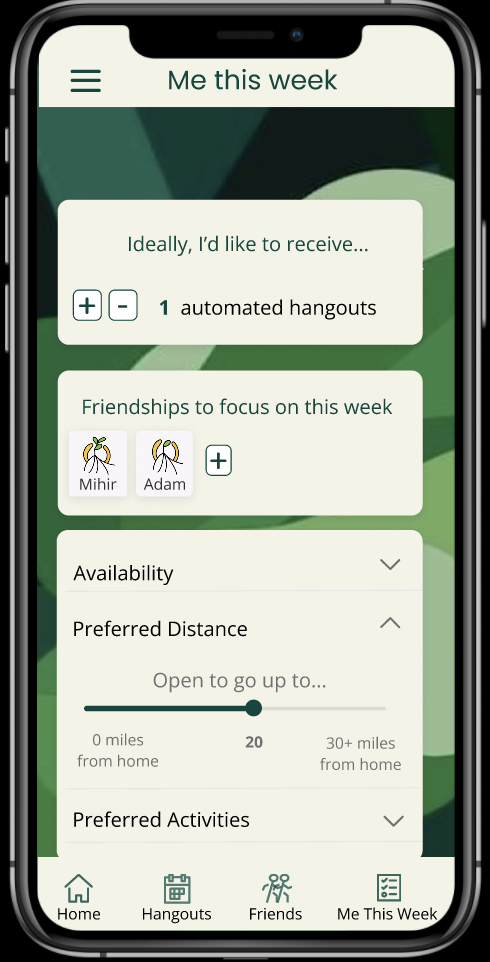 Me this week
Ideally, I'd like to receive...
+ - 1 automated hangouts
Friendships to focus on this week
Mihir Adam +
Availability
Preferred Distance
Open to go up to...
0 miles
from home
20
30+ miles
from home
Preferred Activities
Home Hangouts Friends Me This Week